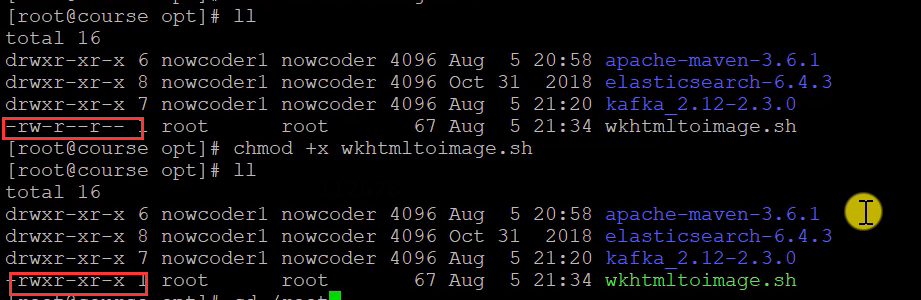 [root@course opt]# ll
total 16
drwxr-xr-x 6 nowcoder1 nowcoder 4096 Aug  5 20:58 apache-maven-3.6.1
drwxr-xr-x 8 nowcoder1 nowcoder 4096 Oct 31  2018 elasticsearch-6.4.3
drwxr-xr-x 7 nowcoder1 nowcoder 4096 Aug  5 21:20 kafka_2.12-2.3.0
-rw-r--r-- 1 root      root       67 Aug  5 21:34 wkhtmltoimage.sh
[root@course opt]# chmod +x wkhtmltoimage.sh
[root@course opt]# ll
total 16
drwxr-xr-x 6 nowcoder1 nowcoder 4096 Aug  5 20:58 apache-maven-3.6.1
drwxr-xr-x 8 nowcoder1 nowcoder 4096 Oct 31  2018 elasticsearch-6.4.3
drwxr-xr-x 7 nowcoder1 nowcoder 4096 Aug  5 21:20 kafka_2.12-2.3.0
-rwxr-xr-x 1 root      root       67 Aug  5 21:34 wkhtmltoimage.sh
[root@course opt]# cd /root